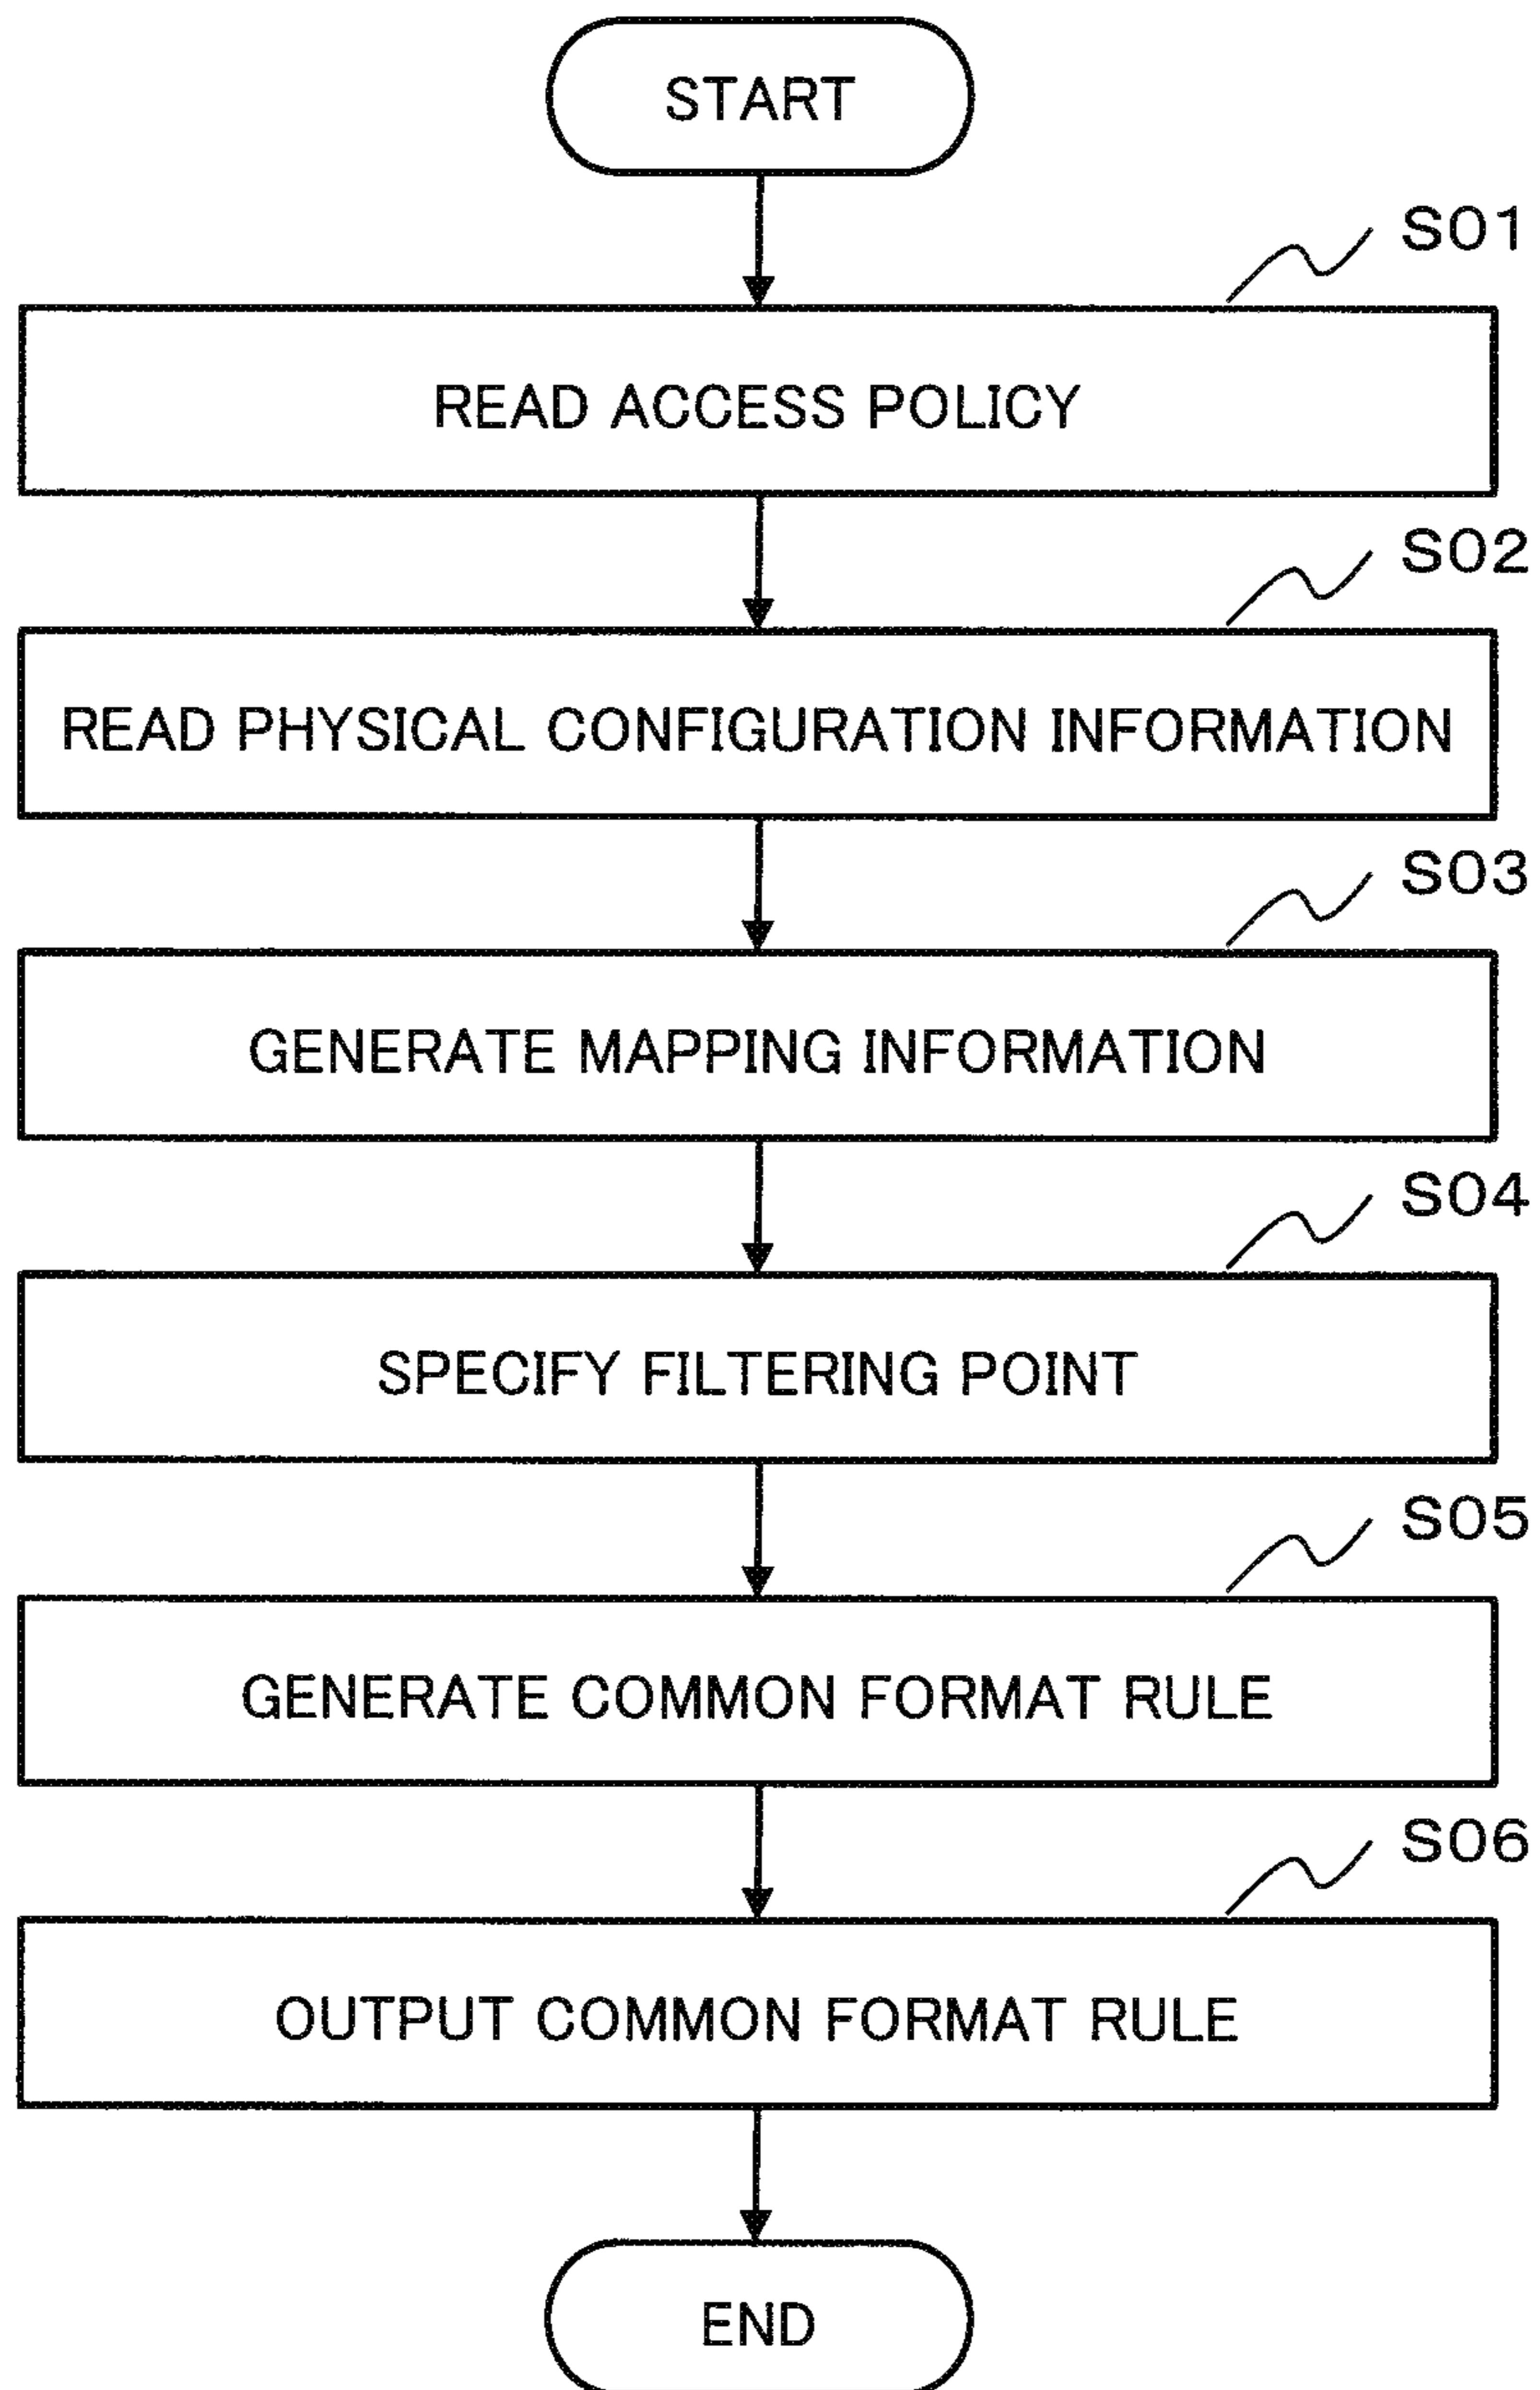 START
S01
READ ACCESS POLICY
S02
READ PHYSICAL CONFIGURATION INFORMATION
S03
GENERATE MAPPING INFORMATION
S04
SPECIFY FILTERING POINT
S05
GENERATE COMMON FORMAT RULE
S06
OUTPUT COMMON FORMAT RULE
END